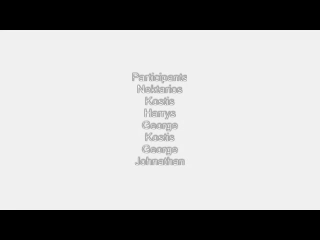 Participants
Nektarios
Kostis
Harrys
George
Kostis
George
Johnathan